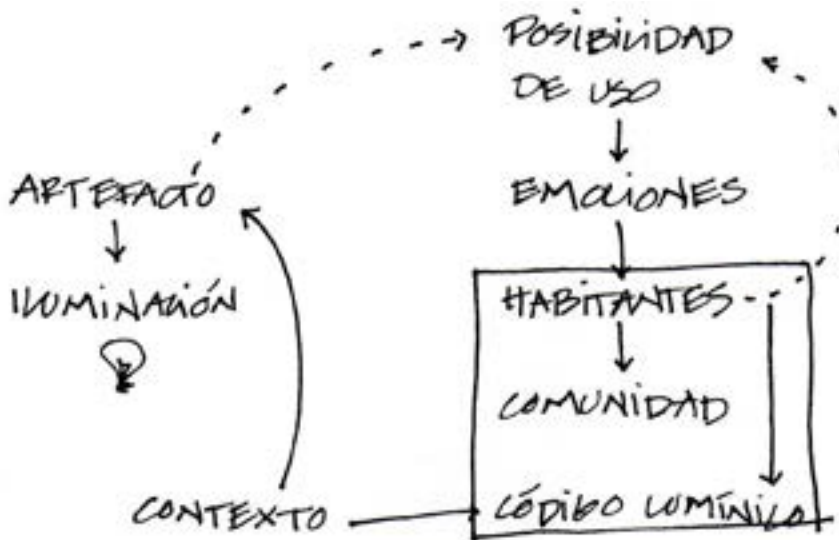 POSIBILIDAD
DE USO
ARTEFACTO
EMOCIONES
ILUMINACIÓN
HABITANTES
COMUNIDAD
CONTEXTO
CÓDIGO LUMÍNICO